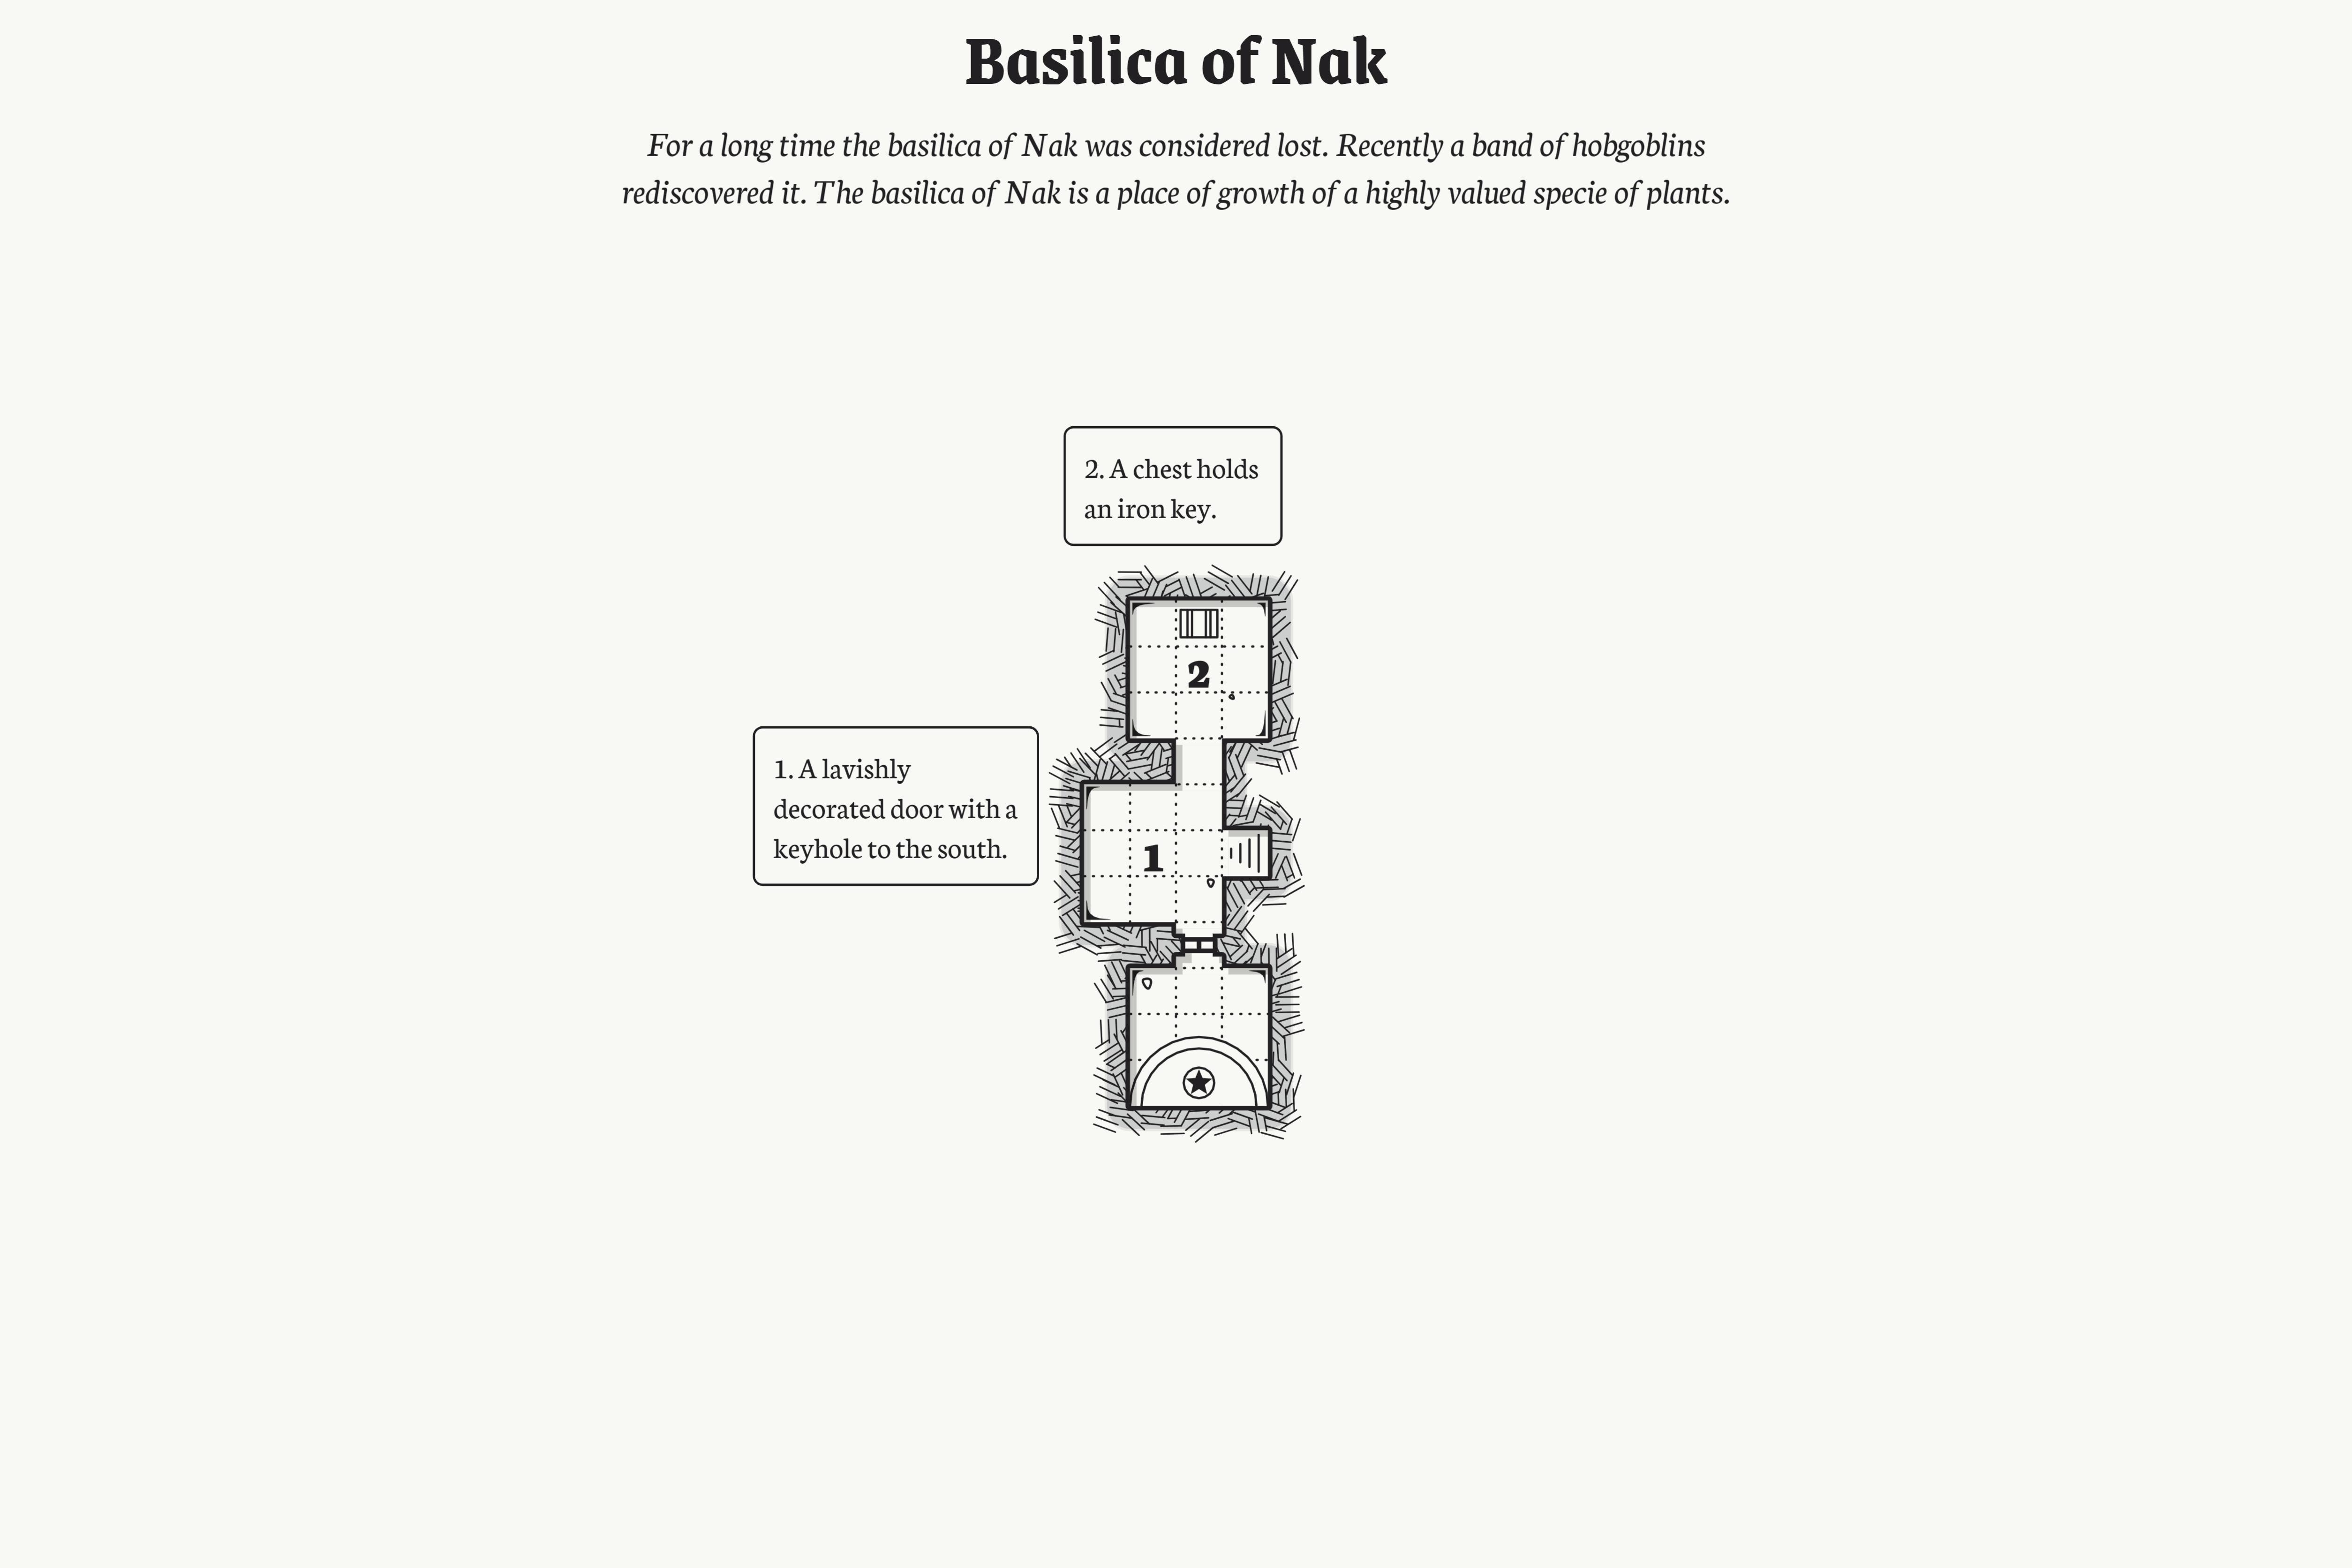 Basilica of Nak
For a long time the basilica of Nak was considered lost. Recently a band of hobgoblins
rediscovered it. The basilica of Nak is a place of growth of a highly valued specie of plants.
2. A chest holds
an iron key.
2
1. A lavishly
decorated door with a
keyhole to the south.
1